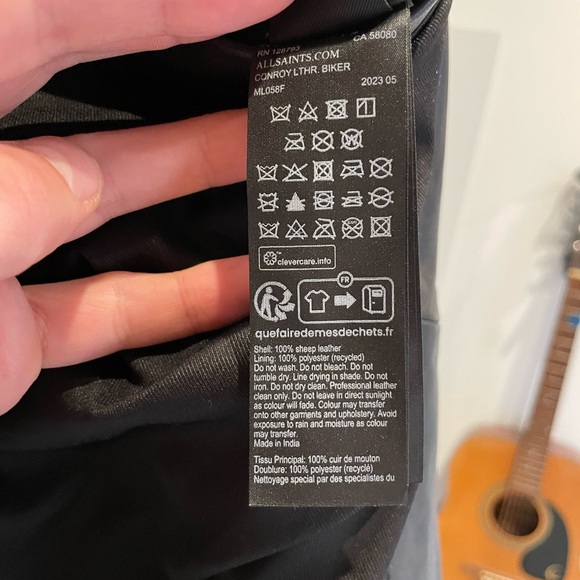 RN 128793
CA 58080
ALLSAINTS.COM
CONROY LTHR. BIKER
ML058F
2023 05
clevercare.info
FR
quefairedemesdechets.fr
Shell: 100% sheep leather
Lining: 100% polyester (recycled)
Do not wash. Do not bleach. Do not
tumble dry. Line drying in shade. Do not
iron. Do not dry clean. Professional leather
clean only. Do not leave in direct sunlight
as colour will fade. Colour may transfer
onto other garments and upholstery. Avoid
exposure to rain and moisture as colour
may transfer.
Made in India
Tissu Principal: 100% cuir de mouton
Doublure: 100% polyester (recyclé)
Nettoyage special par des specialistes du